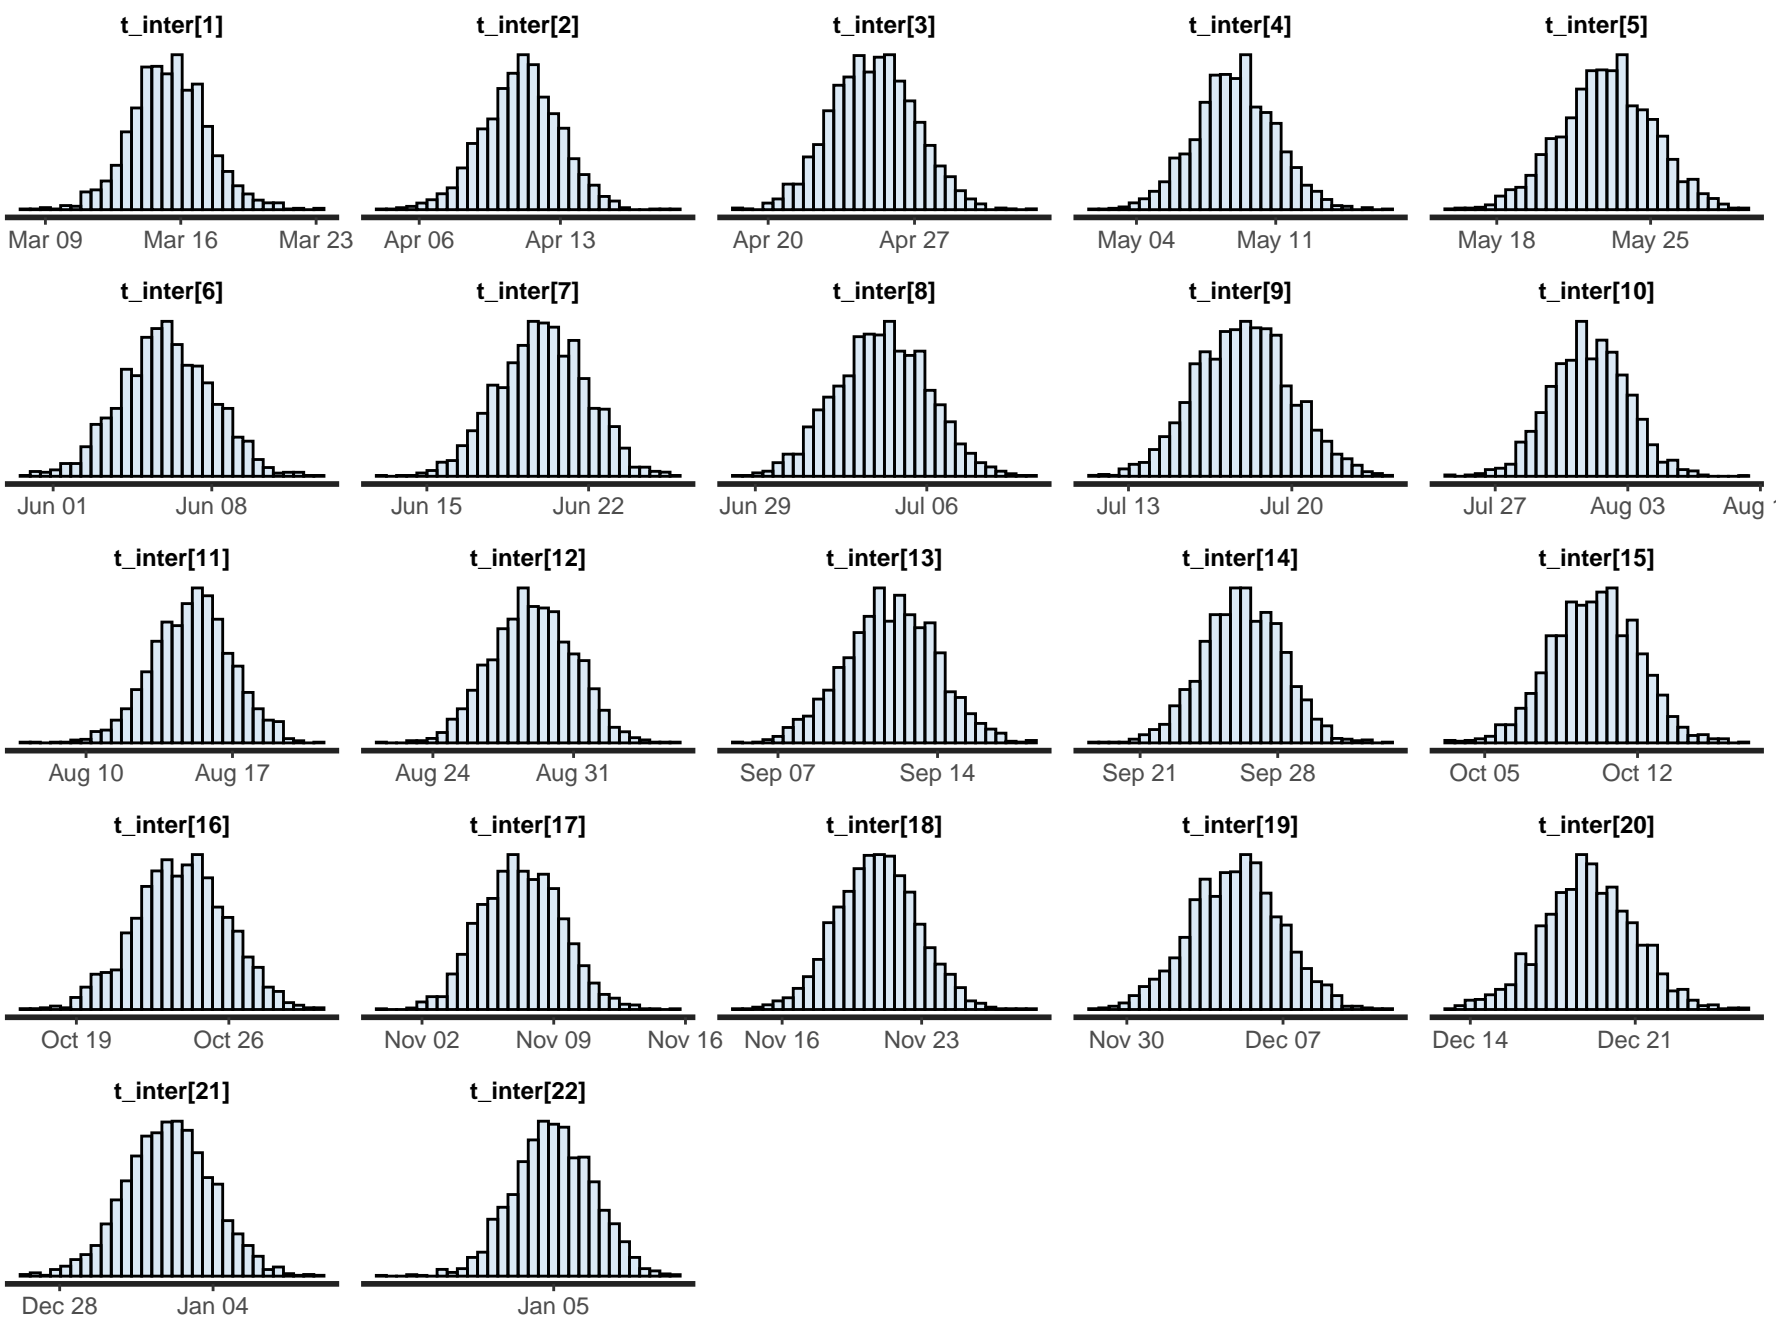 t_inter[1] t_inter[2] t_inter[3] t_inter[4] t_inter[5]
Mar 09 Mar 16 Mar 23 Apr 06 Apr 13 Apr 20 Apr 27 May 04 May 11 May 18 May 25
t_inter[6] t_inter[7] t_inter[8] t_inter[9] t_inter[10]
Jun 01 Jun 08 Jun 15 Jun 22 Jun 29 Jul 06 Jul 13 Jul 20 Jul 27 Aug 03 Aug
t_inter[11] t_inter[12] t_inter[13] t_inter[14] t_inter[15]
Aug 10 Aug 17 Aug 24 Aug 31 Sep 07 Sep 14 Sep 21 Sep 28 Oct 05 Oct 12
t_inter[16] t_inter[17] t_inter[18] t_inter[19] t_inter[20]
Oct 19 Oct 26 Nov 02 Nov 09 Nov 16 Nov 16 Nov 23 Nov 30 Dec 07 Dec 14 Dec 21
t_inter[21] t_inter[22]
Dec 28 Jan 04 Jan 05